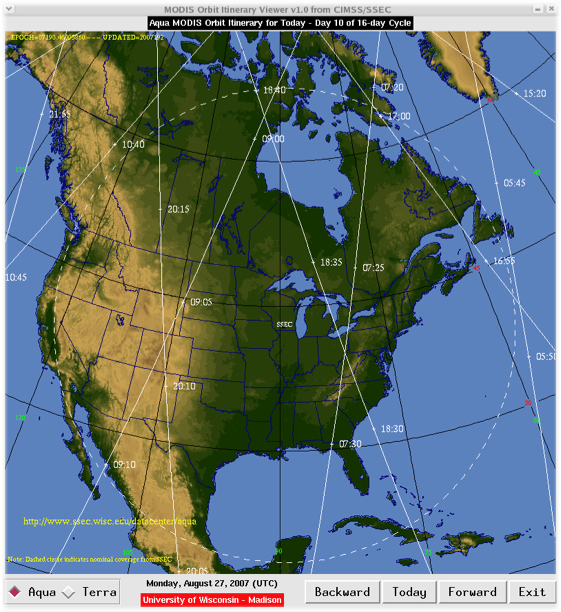 MODIS Orbit Itinerary Viewer v1.0 from CIMSS/SSEC
Aqua MODIS Orbit Itinerary for Today - Day 10 of 16-day Cycle
UPDATED=2007192
18:40
07:20
15:20
21:55
17:00
10:40
09:00
05:45
20:15
18:35
07:25
16:55
10:45
09:05
SSEC
05:50
20:10
18:30
07:30
09:10
http://www.ssec.wisc.edu/datacenter/aqua
Note: Dashed circle indicates nominal coverage from SSEC
20:05
Aqua
Terra
Monday, August 27, 2007 (UTC)
University of Wisconsin - Madison
Backward
Today
Forward
Exit